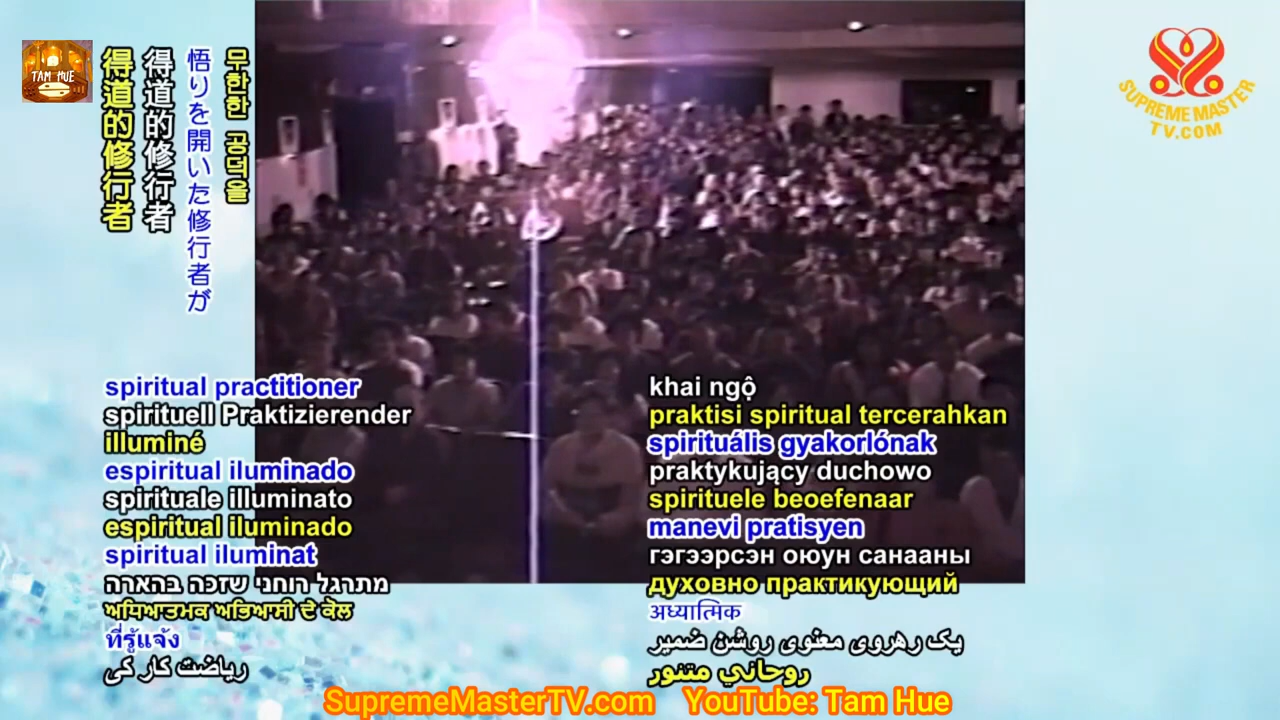 TAM HUE
得道的修行者
得道的修行者
悟りを開いた修行者が
무한한 공덕을
SUPREME MASTER
TV.COM
spiritual practitioner
spirituell Praktizierender
illuminé
espiritual iluminado
spirituale illuminato
espiritual iluminado
spiritual iluminat
מתרגל רוחני שזכה בהארה
ਅਧਿਆਤਮਕ ਅਭਿਆਸੀ ਦੇ ਕੋਲ
ที่รู้แจ้ง
ریاضت کار کی
khai ngộ
praktisi spiritual tercerahkan
spirituális gyakorlónak
praktykujący duchowo
spirituele beoefenaar
manevi pratisyen
гэгээрсэн оюун санааны
духовно практикующий
अध्यात्मिक
یک رهروی معنوی روشن ضمیر
روحاني متنور
SupremeMasterTV.com YouTube: Tam Hue